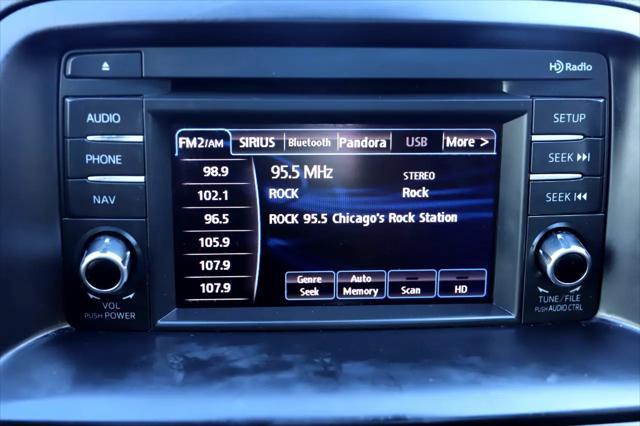 HD Radio
AUDIO
PHONE
NAV
VOL
PUSH POWER
FM2/AM SIRIUS Bluetooth Pandora USB More >
98.9
102.1
96.5
105.9
107.9
107.9
95.5 MHz
STEREO
ROCK Rock
ROCK 95.5 Chicago's Rock Station
Genre Seek
Auto Memory
Scan
HD
SETUP
SEEK
SEEK
TUNE/FILE
PUSH AUDIO CTRL